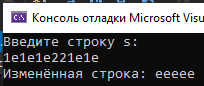 Консоль отладки Microsoft Visu
Введите строку s:
1e1e1e221e1e
Изменённая строка: eeeee